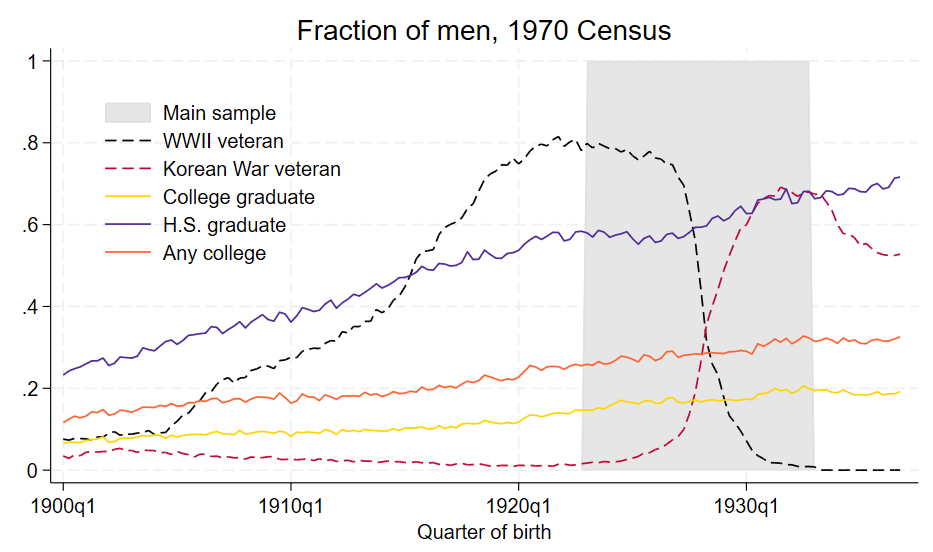 Fraction of men, 1970 Census
1
.8
.6
.4
.2
0
Main sample
WWII veteran
Korean War veteran
College graduate
H.S. graduate
Any college
1900q1 1910q1 1920q1 1930q1
Quarter of birth